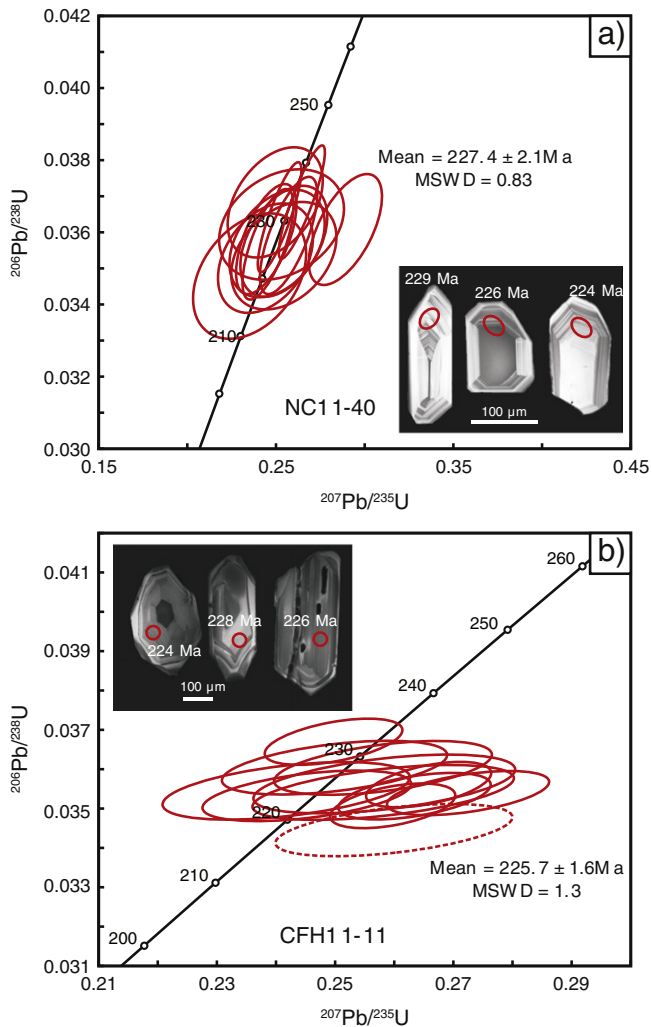 a)
0.042
0.040
0.038
0.036
0.034
0.032
0.030
²⁰⁶Pb/²³⁸U
250
230
210
Mean = 227.4 ± 2.1M a
MSW D = 0.83
229 Ma
226 Ma
224 Ma
100 µm
NC11-40
0.15
0.25
0.35
0.45
²⁰⁷Pb/²³⁵U
b)
0.041
0.039
0.037
0.035
0.033
0.031
²⁰⁶Pb/²³⁸U
260
250
240
230
220
210
200
224 Ma
228 Ma
226 Ma
100 µm
Mean = 225.7 ± 1.6M a
MSW D = 1.3
CFH11-11
0.21
0.23
0.25
0.27
0.29
²⁰⁷Pb/²³⁵U